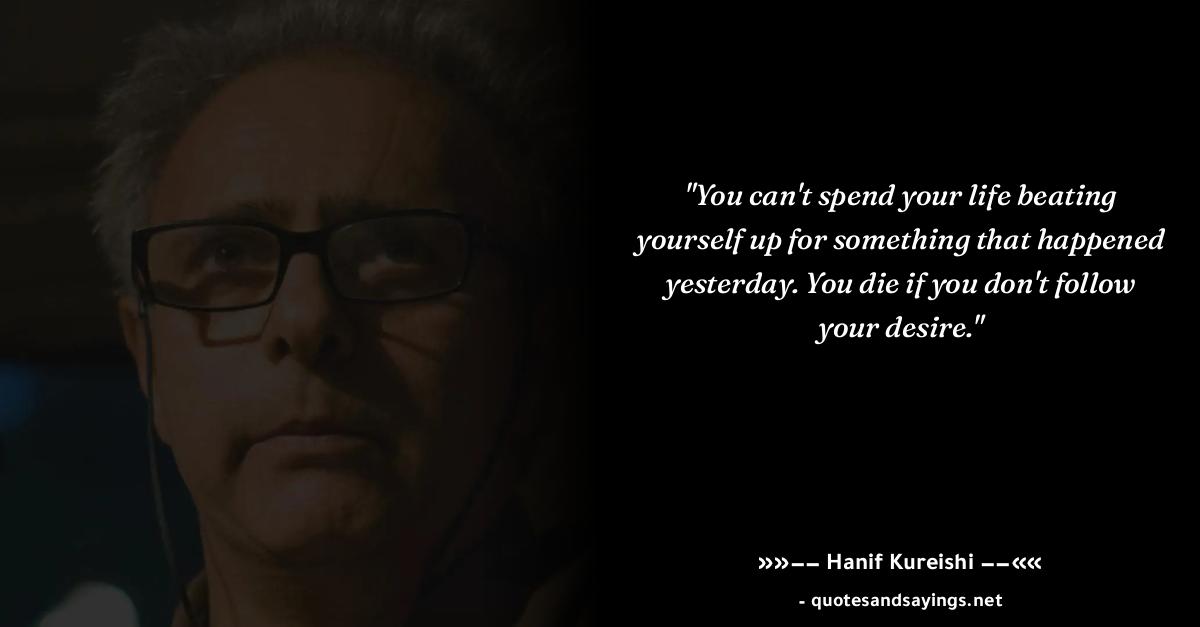 "You can't spend your life beating
yourself up for something that happened
yesterday. You die if you don't follow
your desire."
»»−− Hanif Kureishi −−««
- quotesandsayings.net